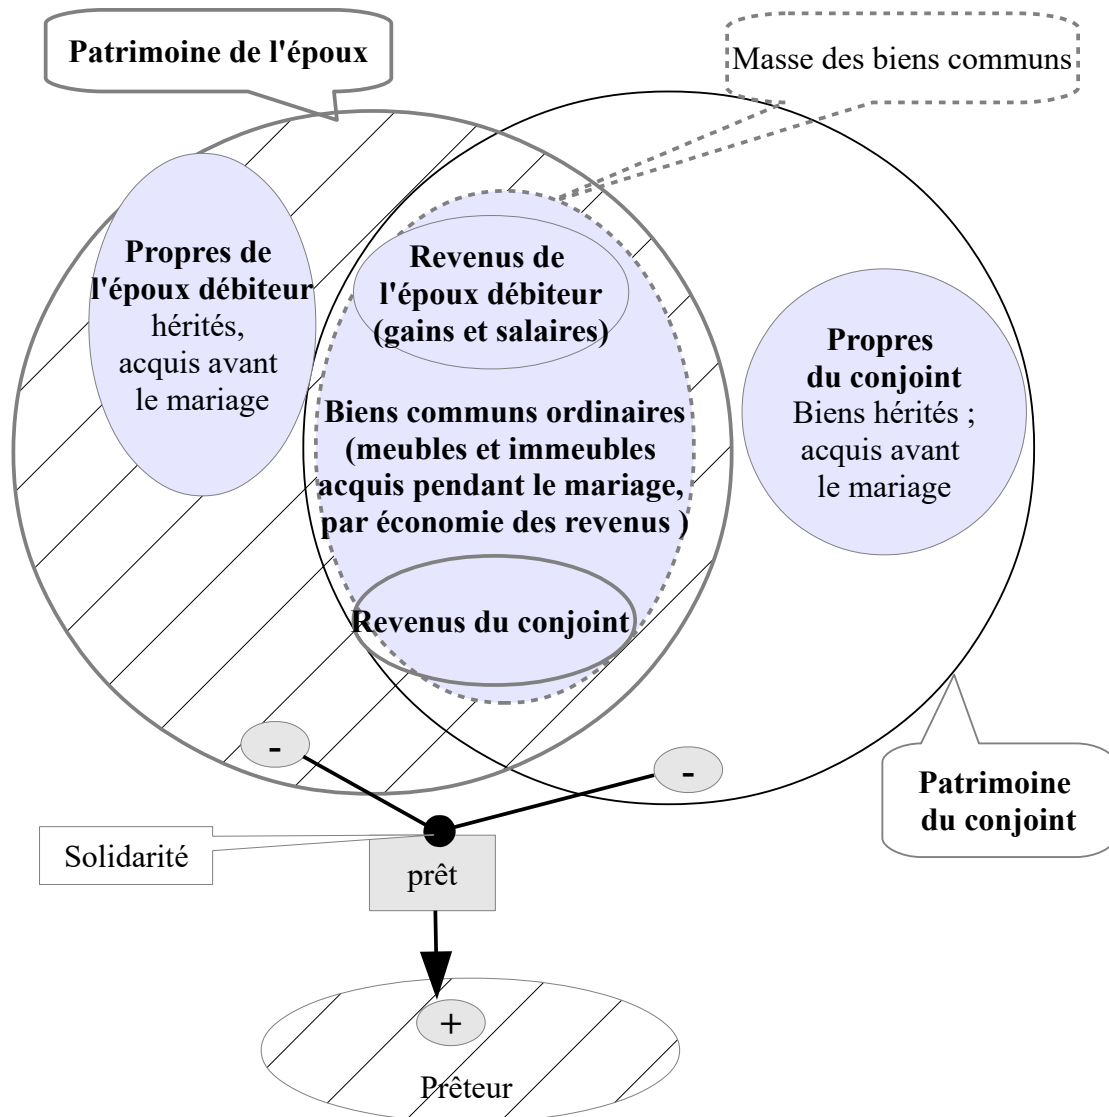 Patrimoine de l'époux
Masse des biens communs
Propres de
l'époux débiteur
hérités,
acquis avant
le mariage
Revenus de
l'époux débiteur
(gains et salaires)
Biens communs ordinaires
(meubles et immeubles
acquis pendant le mariage,
par économie des revenus )
Revenus du conjoint
Propres
du conjoint
Biens hérités ;
acquis avant
le mariage
-
-
Patrimoine
du conjoint
Solidarité
prêt
+
Prêteur